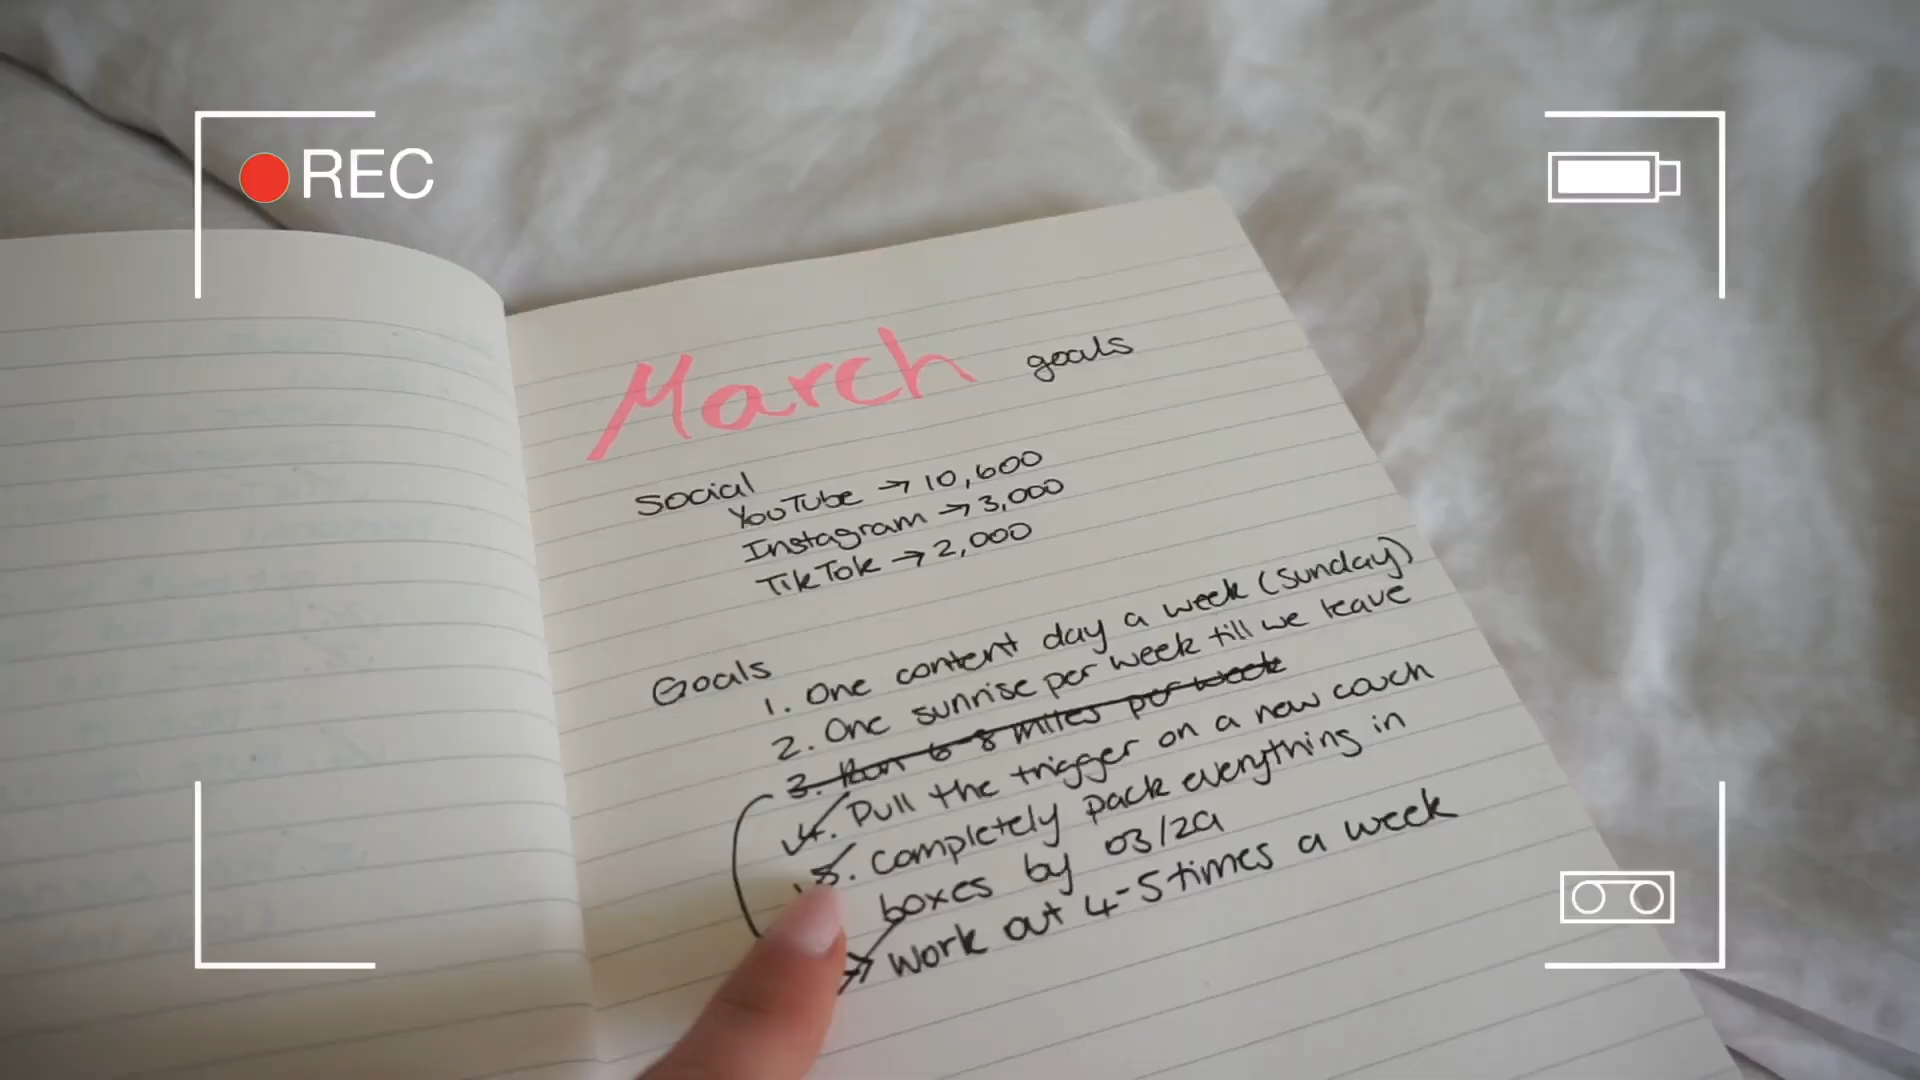 REC
March goals
Social
YouTube → 10,600
Instagram → 3,000
TikTok → 2,000
Goals
1. One content day a week (Sunday)
2. One sunrise per week till we leave
3. Run 6-8 miles per week
4. Pull the trigger on a new couch
5. Completely pack everything in
boxes by 03/29
→ Work out 4-5 times a week